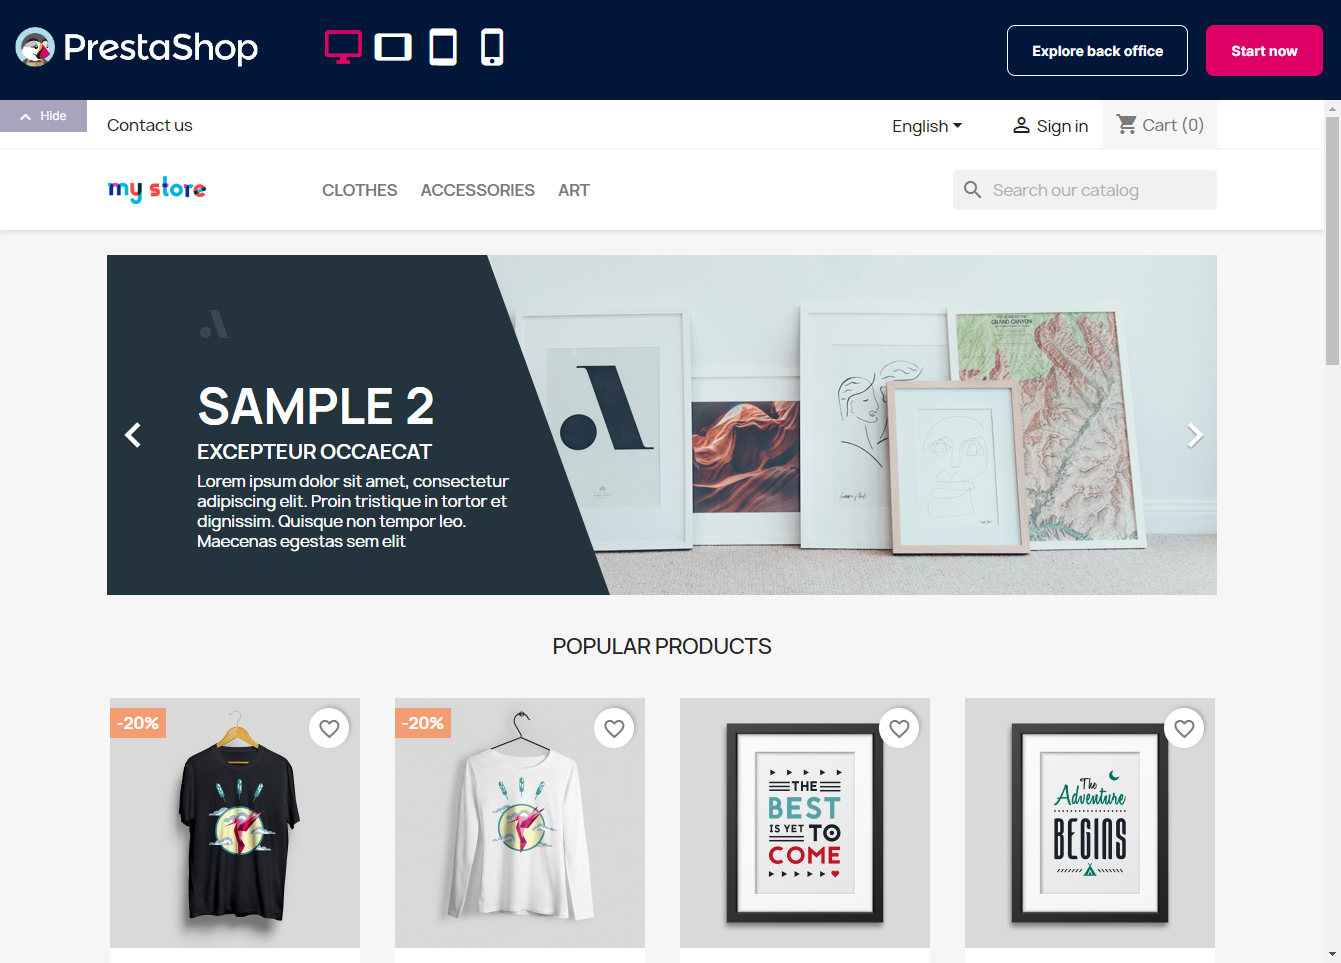 PrestaShop
Explore back office
Start now
Hide
Contact us
English
Sign in
Cart (0)
my store
CLOTHES
ACCESSORIES
ART
Search our catalog
SAMPLE 2
EXCEPTEUR OCCAECAT
Lorem ipsum dolor sit amet, consectetur
adipiscing elit. Proin tristique in tortor et
dignissim. Quisque non tempor leo.
Maecenas egestas sem elit
GRAND CANYON
POPULAR PRODUCTS
-20%
-20%
THE
BEST
IS YET TO
COME
The
Adventure
BEGINS